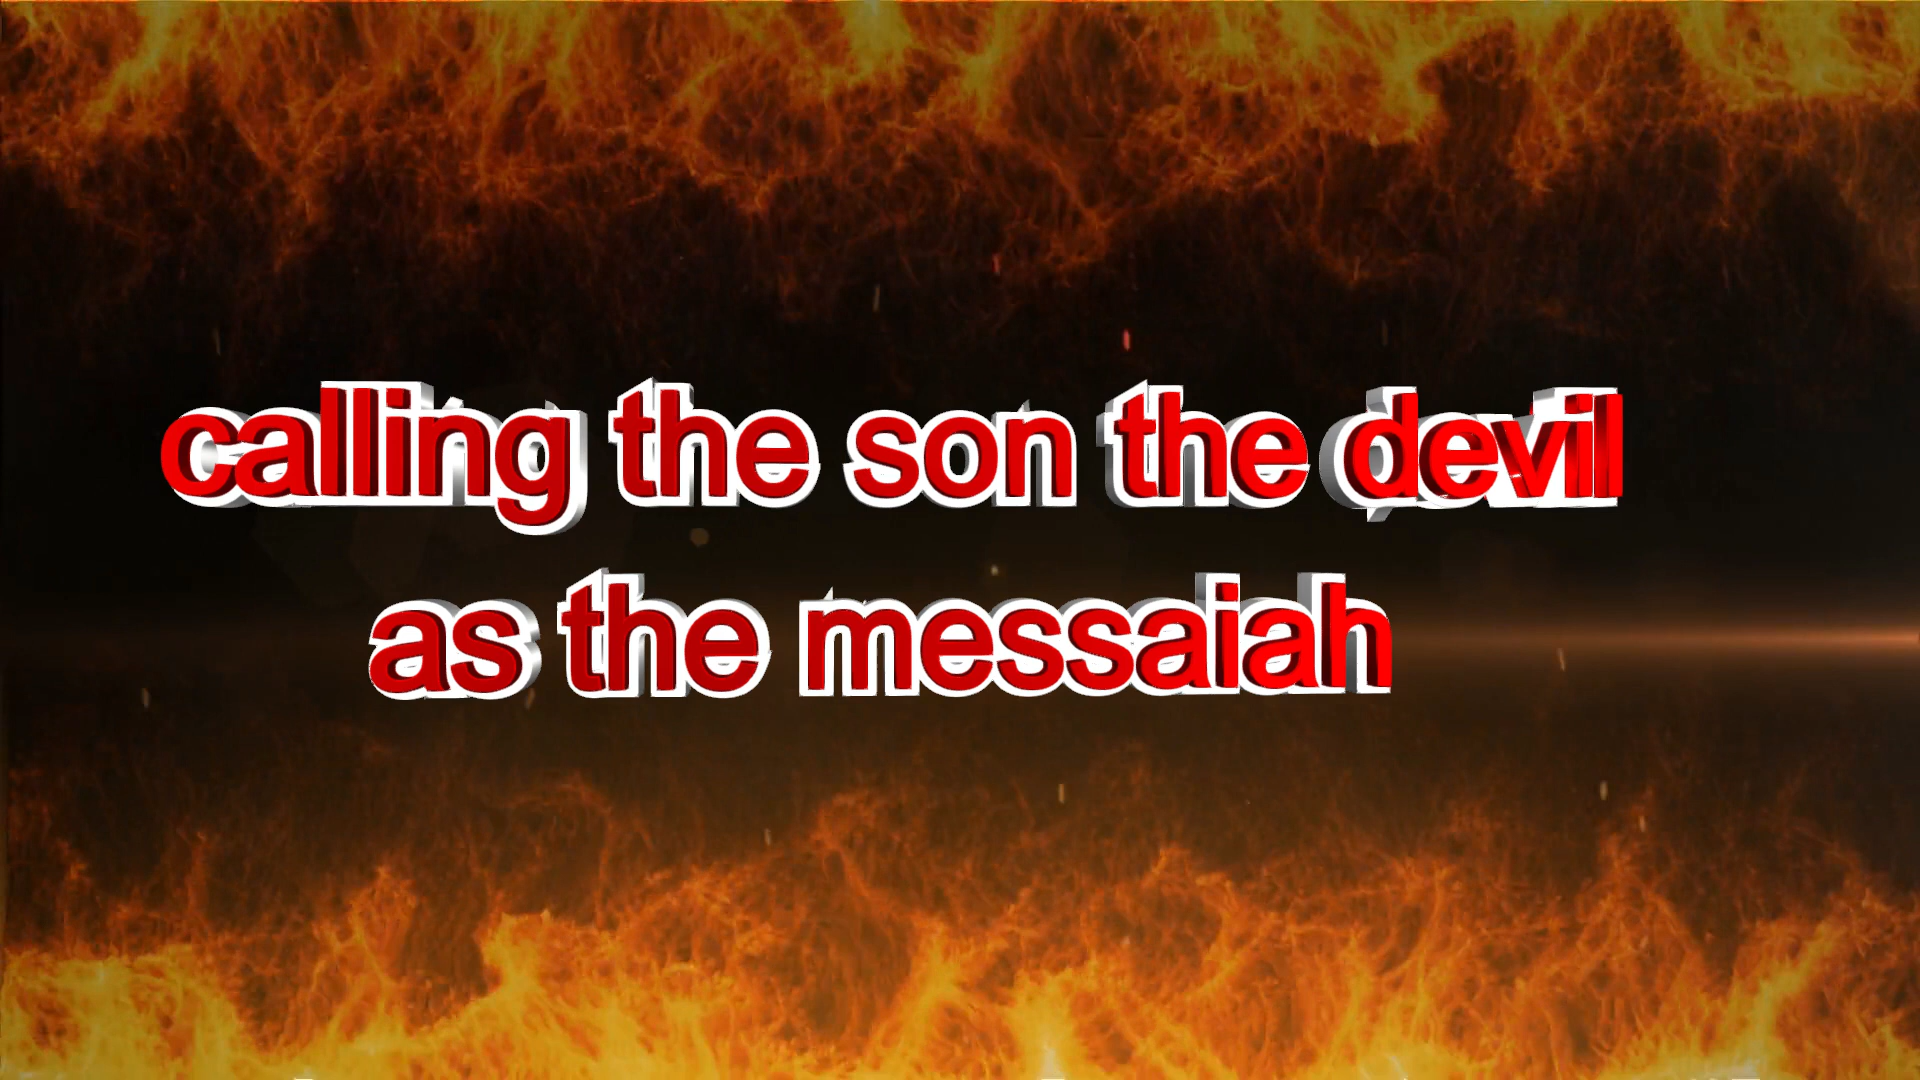 calling the son the devil
as the messaiah